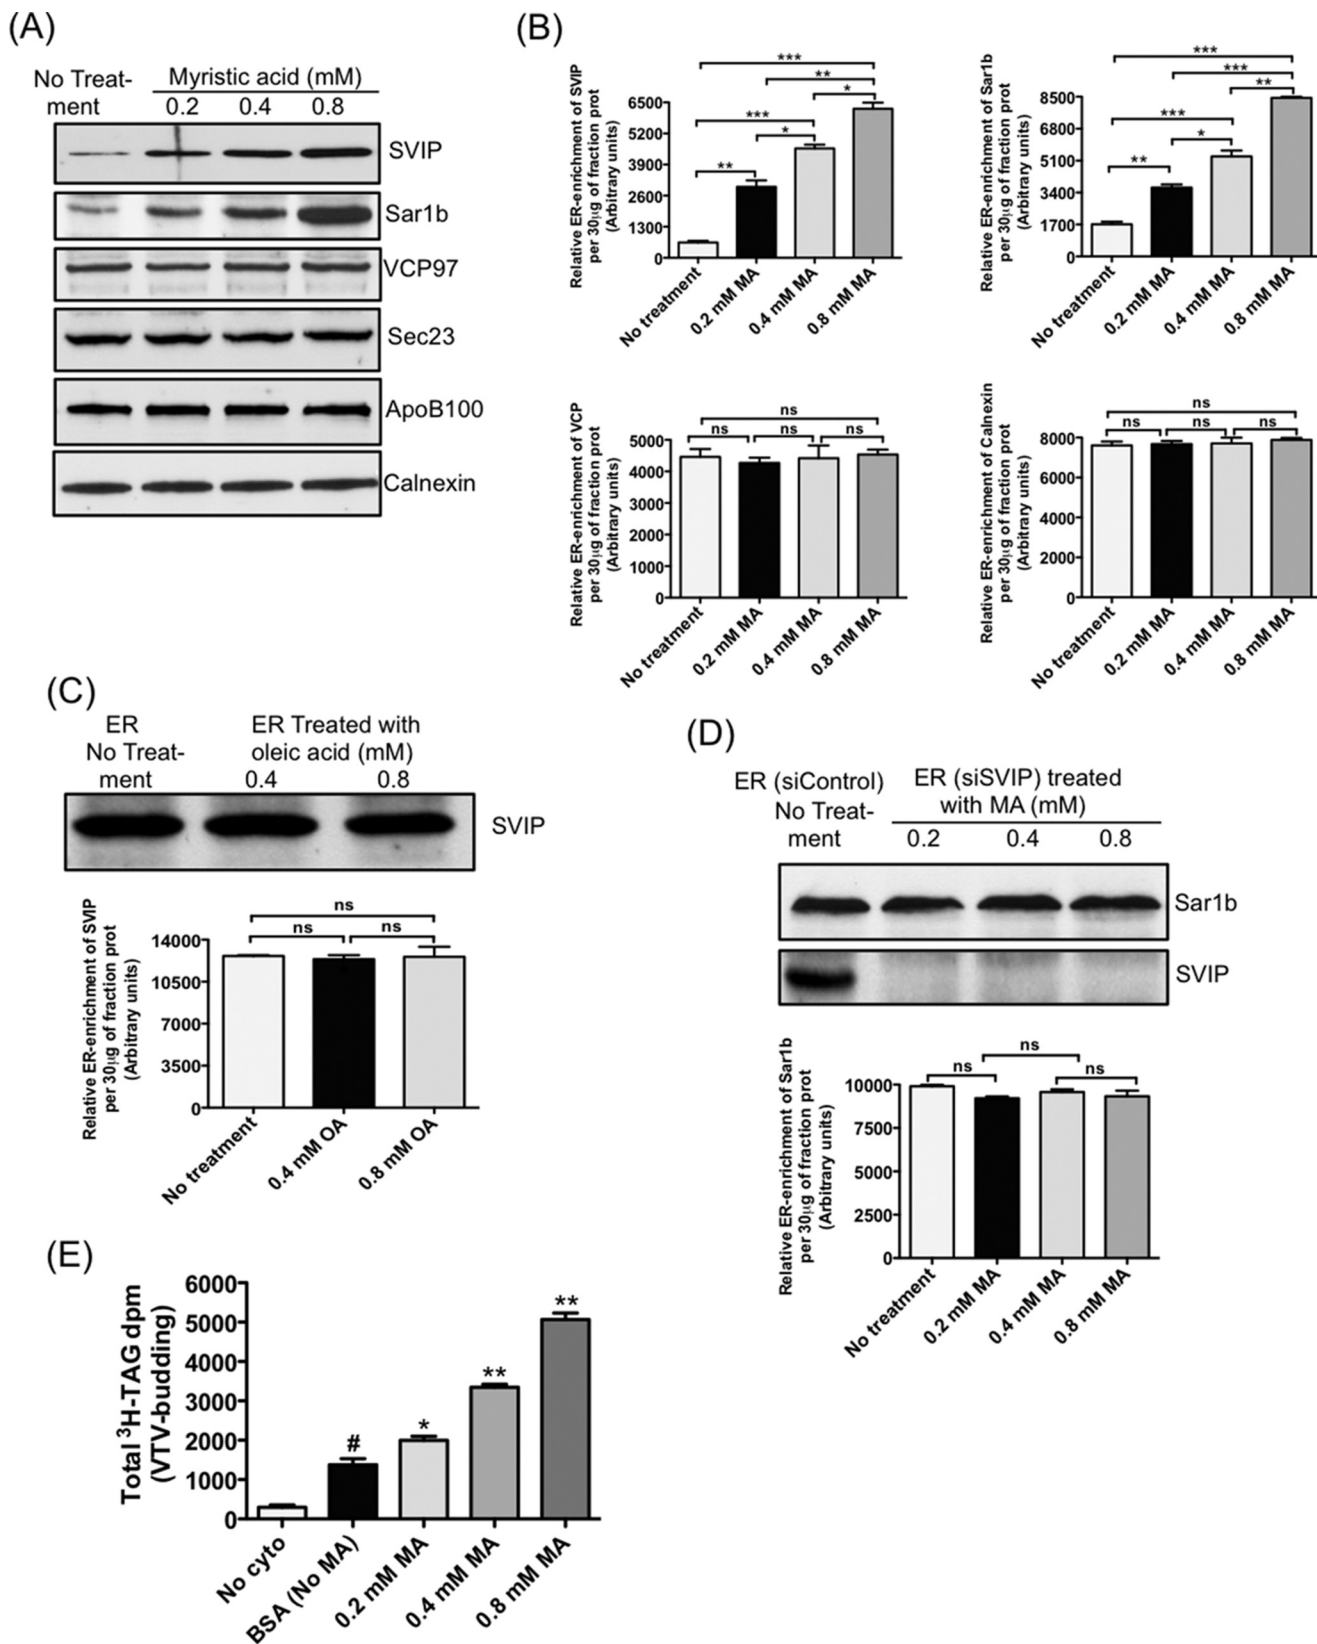 (A)
No Treat-
ment
Myristic acid (mM)
0.2 0.4 0.8
SVIP
Sar1b
VCP97
Sec23
ApoB100
Calnexin
(B)
Relative ER-enrichment of SVIP
per 30µg of fraction prot
(Arbitrary units)
6500
5200
3900
2600
1300
0
***
**
*
***
*
**
No treatment
0.2 mM MA
0.4 mM MA
0.8 mM MA
Relative ER-enrichment of Sar1b
per 30µg of fraction prot
(Arbitrary units)
8500
6800
5100
3400
1700
0
***
***
**
***
*
**
No treatment
0.2 mM MA
0.4 mM MA
0.8 mM MA
Relative ER-enrichment of VCP
per 30µg of fraction prot
(Arbitrary units)
5000
4000
3000
2000
1000
0
ns
ns ns ns
No treatment
0.2 mM MA
0.4 mM MA
0.8 mM MA
Relative ER-enrichment of Calnexin
per 30µg of fraction prot
(Arbitrary units)
8000
6000
4000
2000
0
ns
ns ns ns
No treatment
0.2 mM MA
0.4 mM MA
0.8 mM MA
(C)
ER
No Treat-
ment
ER Treated with
oleic acid (mM)
0.4 0.8
SVIP
Relative ER-enrichment of SVIP
per 30µg of fraction prot
(Arbitrary units)
14000
10500
7000
3500
0
ns
ns ns
No treatment
0.4 mM OA
0.8 mM OA
(D)
ER (siControl)
No Treat-
ment
ER (siSVIP) treated
with MA (mM)
0.2 0.4 0.8
Sar1b
SVIP
Relative ER-enrichment of Sar1b
per 30µg of fraction prot
(Arbitrary units)
10000
7500
5000
2500
0
ns
ns ns
No treatment
0.2 mM MA
0.4 mM MA
0.8 mM MA
(E)
Total ³H-TAG dpm
(VTV-budding)
6000
5000
4000
3000
2000
1000
0
#
*
**
**
No cyto
BSA (No MA)
0.2 mM MA
0.4 mM MA
0.8 mM MA